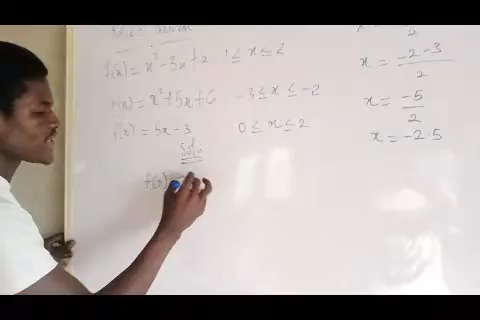 f(x) = x² - 3x + 2   1 ≤ x ≤ 2
f(x) = x² + 5x + 6   -3 ≤ x ≤ -2
f(x) = 5x - 3   0 ≤ x ≤ 2
Soln
f(x)
2
x = -2 - 3 / 2
x = -5 / 2
x = -2.5